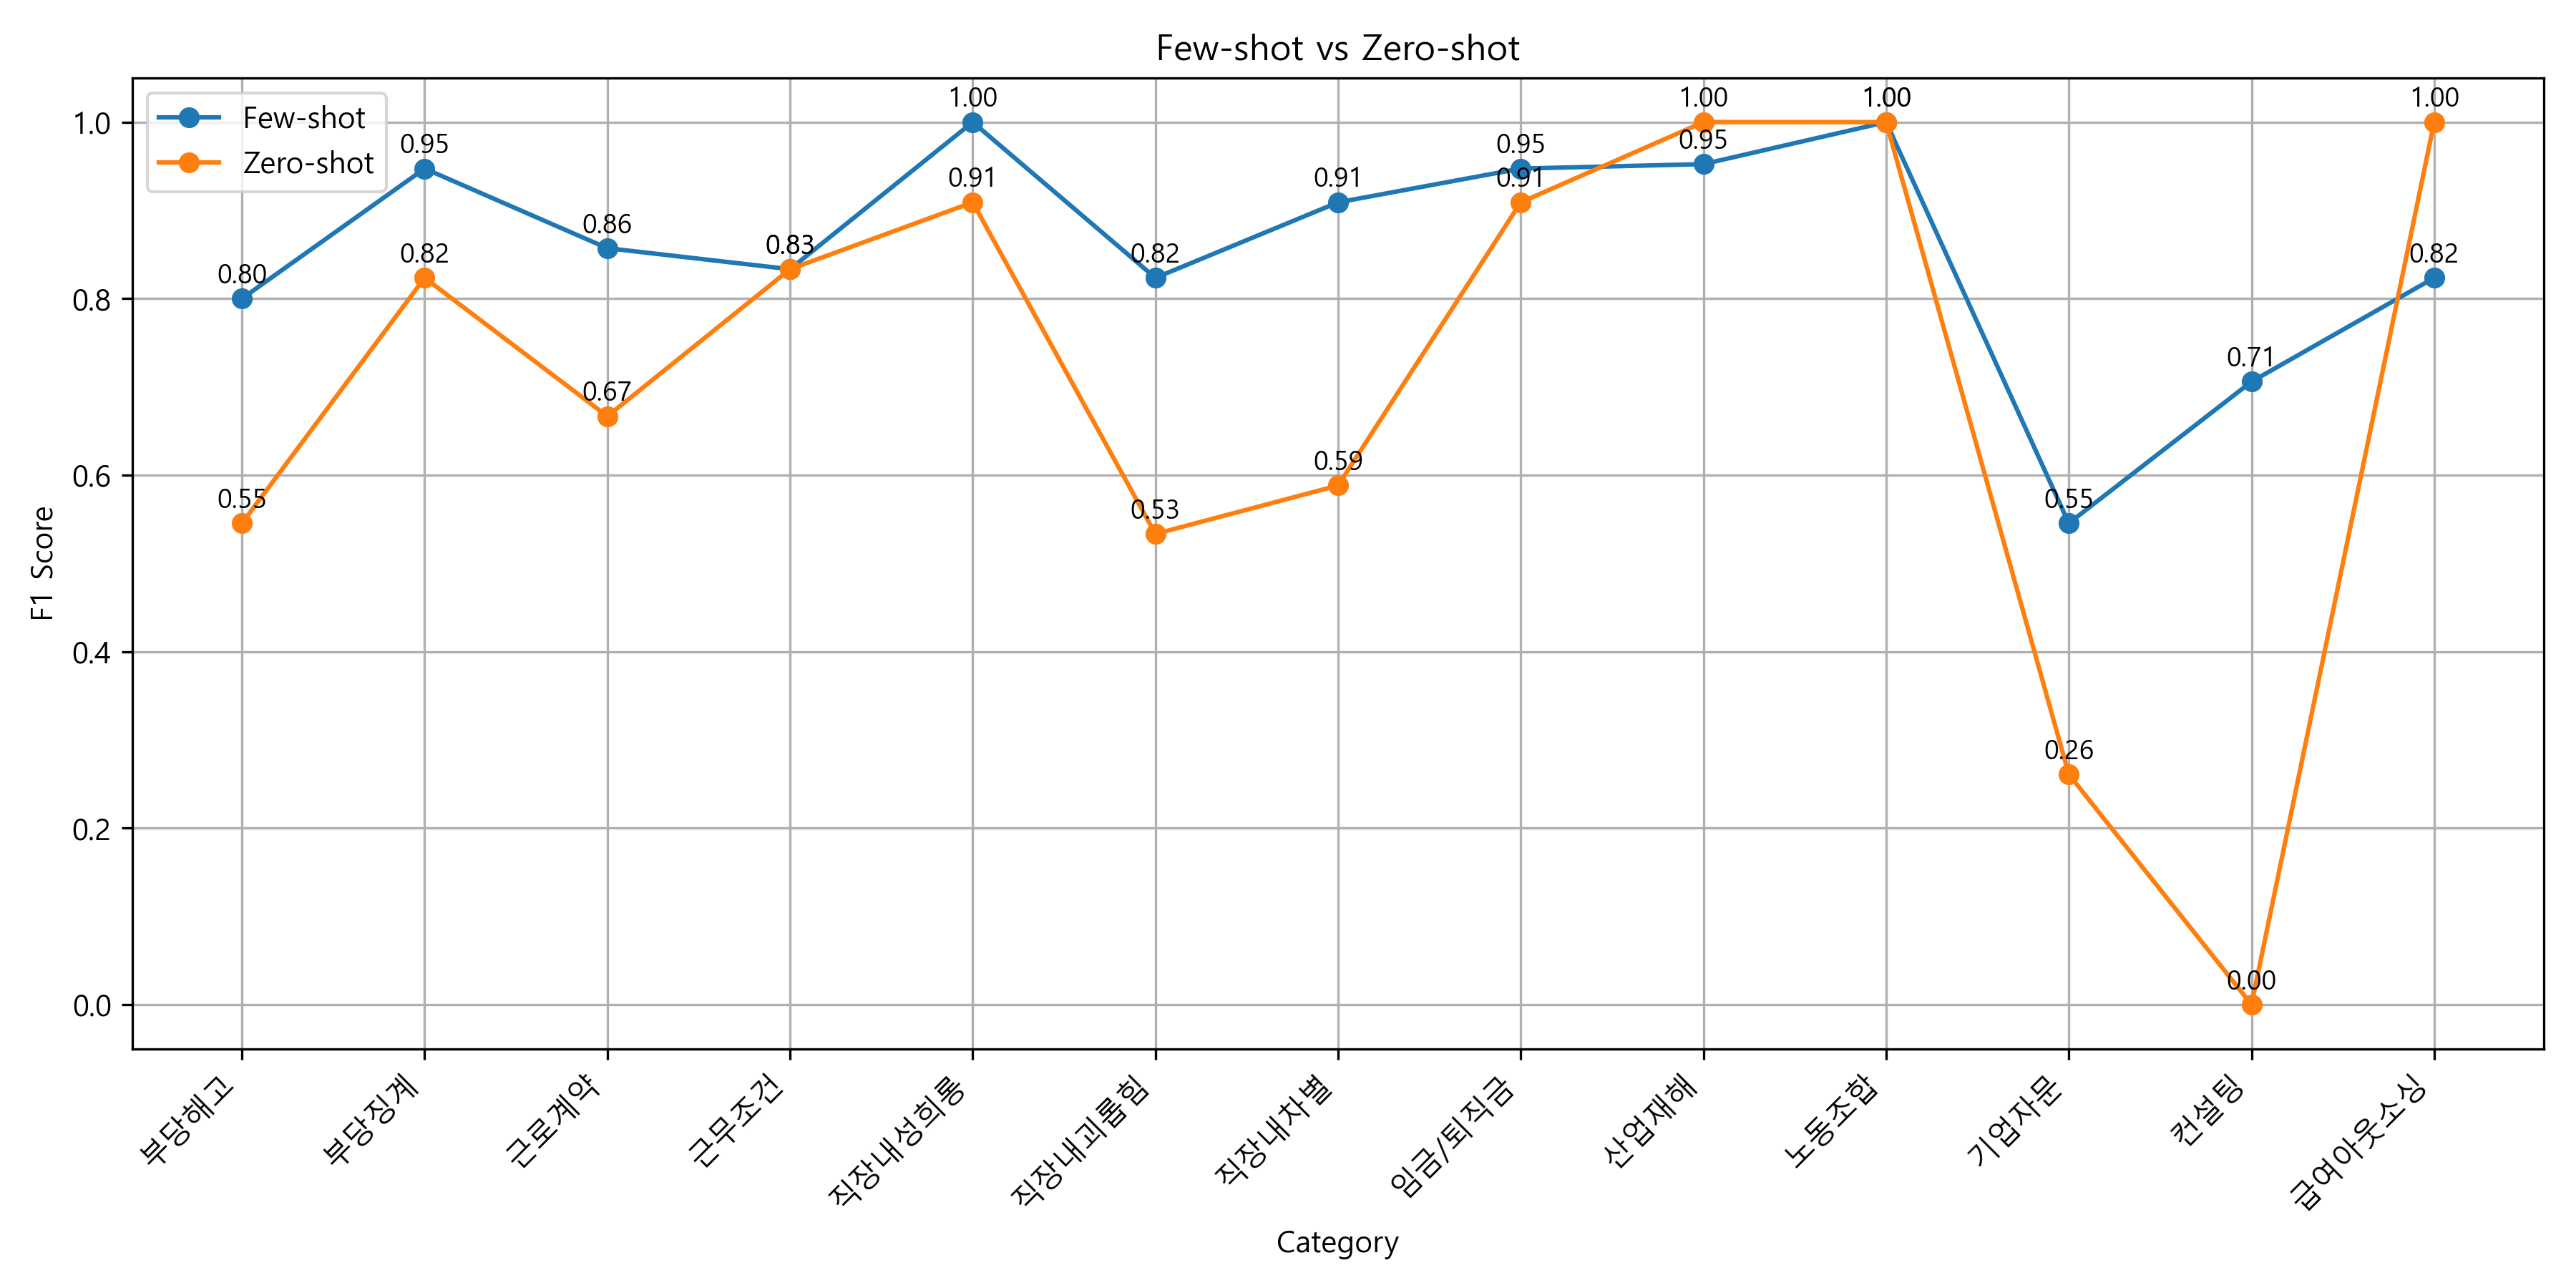 Few-shot vs Zero-shot
Few-shot
Zero-shot
F1 Score
1.0
0.8
0.6
0.4
0.2
0.0
0.80
0.95
0.86
0.83
1.00
0.82
0.91
0.95
0.95
1.00
0.55
0.71
0.82
0.55
0.82
0.67
0.83
0.91
0.53
0.59
0.91
1.00
1.00
0.26
0.00
1.00
부당해고
부당징계
근로계약
근무조건
직장내성희롱
직장내괴롭힘
직장내차별
임금/퇴직금
산업재해
노동조합
기업자문
컨설팅
급여아웃소싱
Category